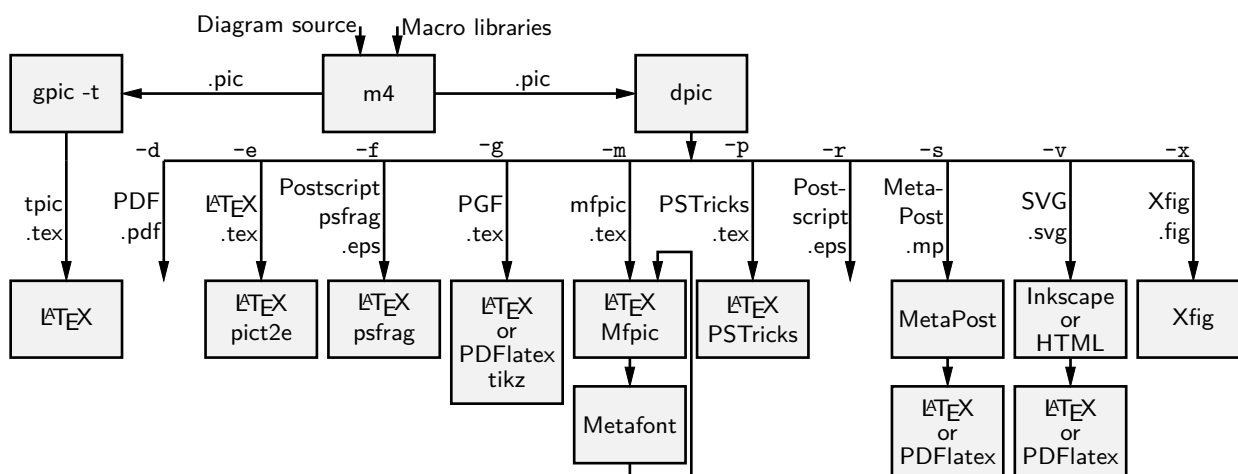 Diagram source
Macro libraries
gpic -t
.pic
m4
.pic
dpic
-d
-e
-f
-g
-m
-p
-r
-s
-v
-x
tpic
.tex
PDF
.pdf
LATEX
.tex
Postscript
psfrag
.eps
PGF
.tex
mfpic
.tex
PSTricks
.tex
Post-
script
.eps
Meta-
Post
.mp
SVG
.svg
Xfig
.fig
LATEX
LATEX
pict2e
LATEX
psfrag
LATEX
or
PDFlatex
tikz
LATEX
Mfpic
LATEX
PSTricks
MetaPost
Inkscape
or
HTML
Xfig
Metafont
LATEX
or
PDFlatex
LATEX
or
PDFlatex